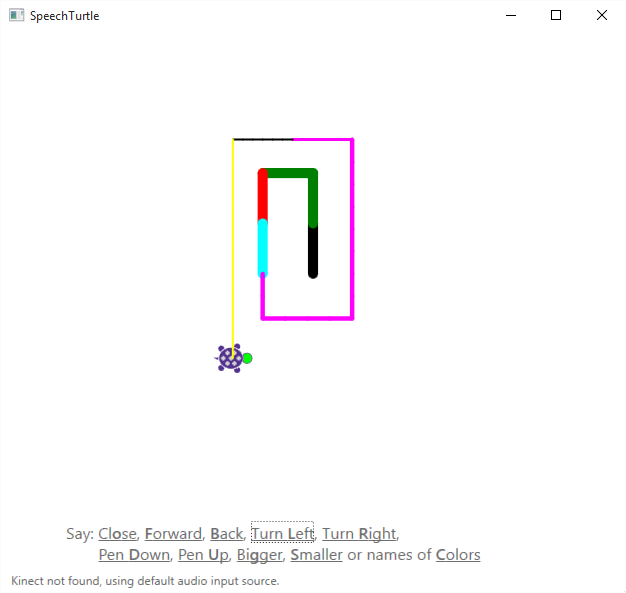 SpeechTurtle
Say: Close, Forward, Back, Turn Left, Turn Right,
Pen Down, Pen Up, Bigger, Smaller or names of Colors
Kinect not found, using default audio input source.